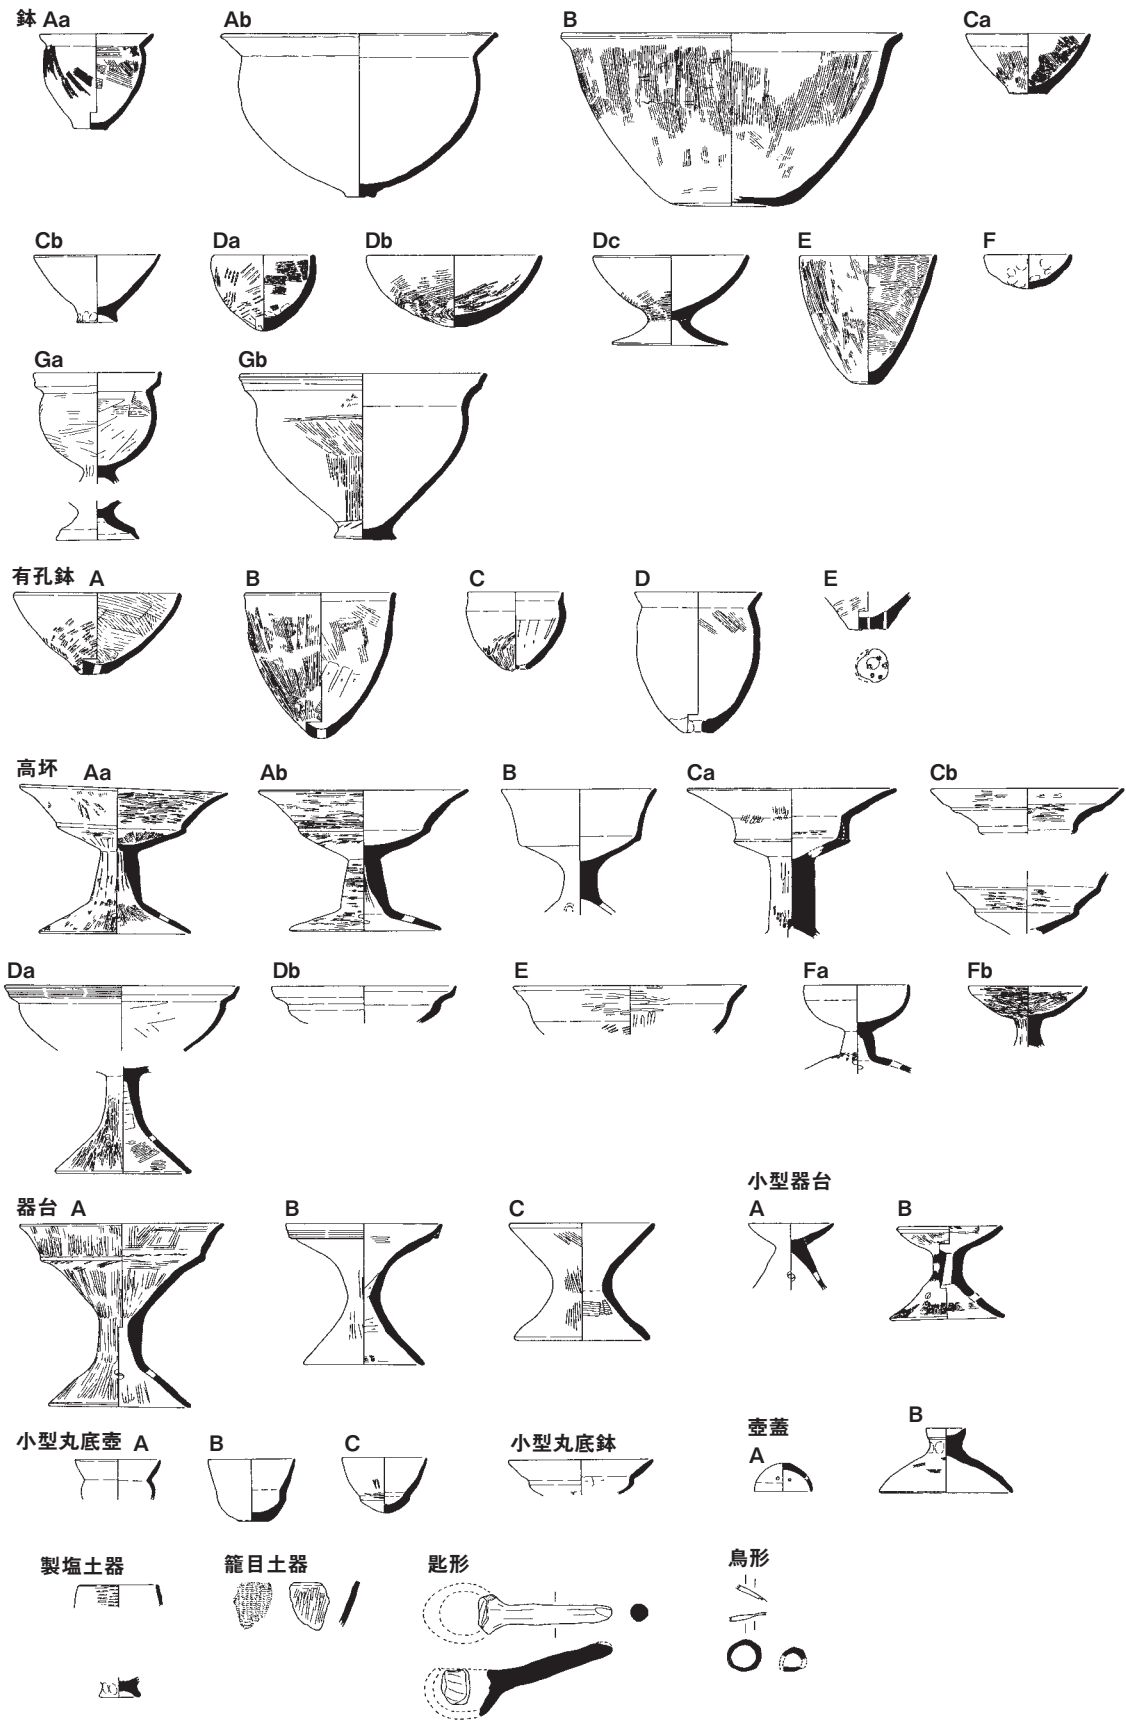 鉢 Aa Ab B Ca
Cb Da Db Dc E F
Ga Gb
有孔鉢 A B C D E
高坏 Aa Ab B Ca Cb
Da Db E Fa Fb
小型器台
器台 A B C A B
小型丸底壺 A B C 小型丸底鉢 壺蓋 A B
製塩土器 籠目土器 匙形 鳥形